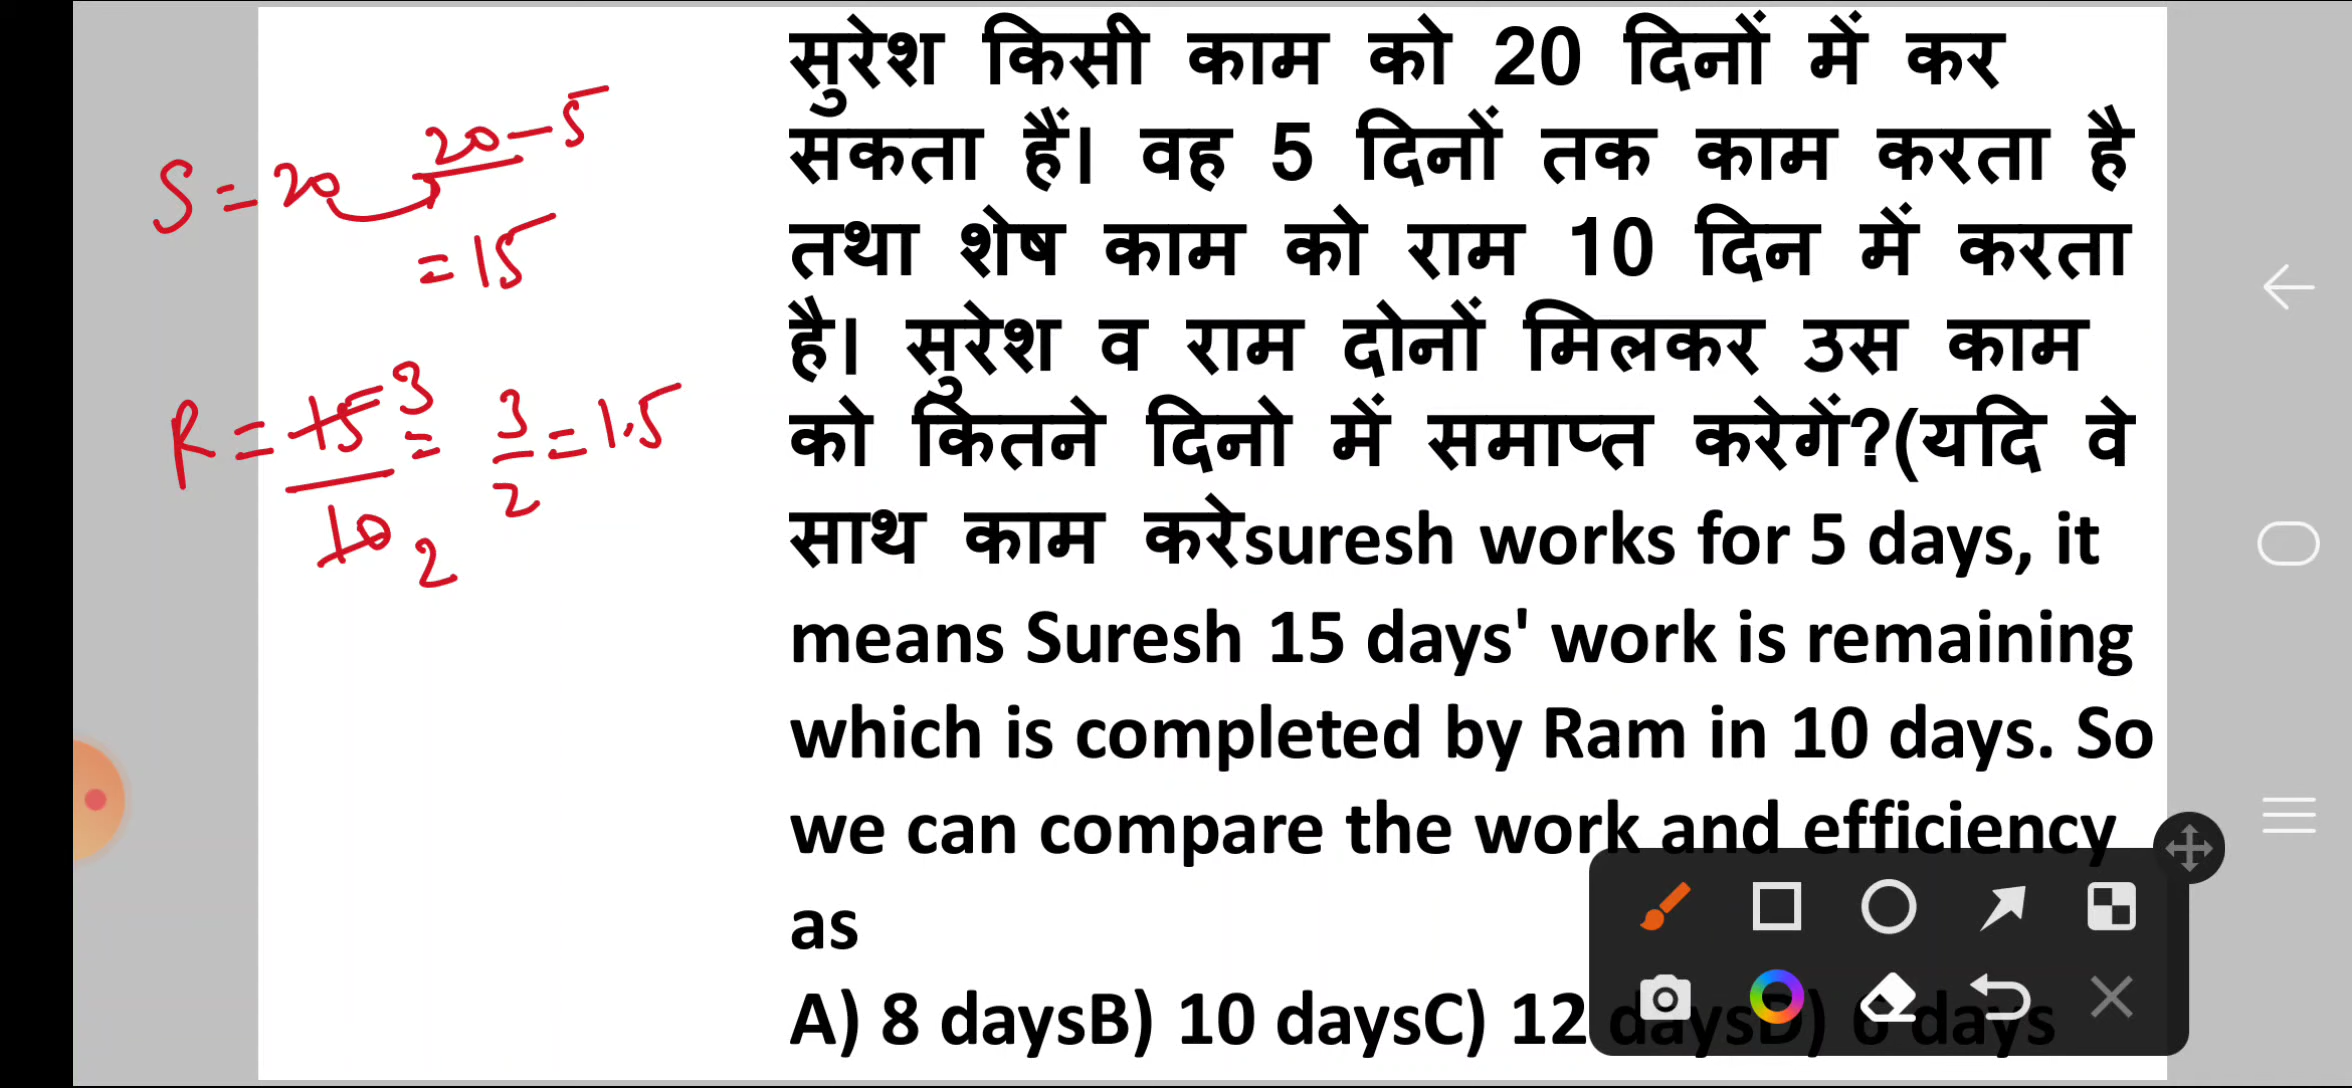 सुरेश किसी काम को 20 दिनों में कर
सकता हैं। वह 5 दिनों तक काम करता है
तथा शेष काम को राम 10 दिन में करता
है। सुरेश व राम दोनों मिलकर उस काम
को कितने दिनो में समाप्त करेगें?(यदि वे
साथ काम करेsuresh works for 5 days, it
means Suresh 15 days' work is remaining
which is completed by Ram in 10 days. So
we can compare the work and efficiency
as
A) 8 daysB) 10 daysC) 12 daysD) 6 days
S = 20 20-5
= 15
R = 15 3 = 3 = 1.5
10 2 2